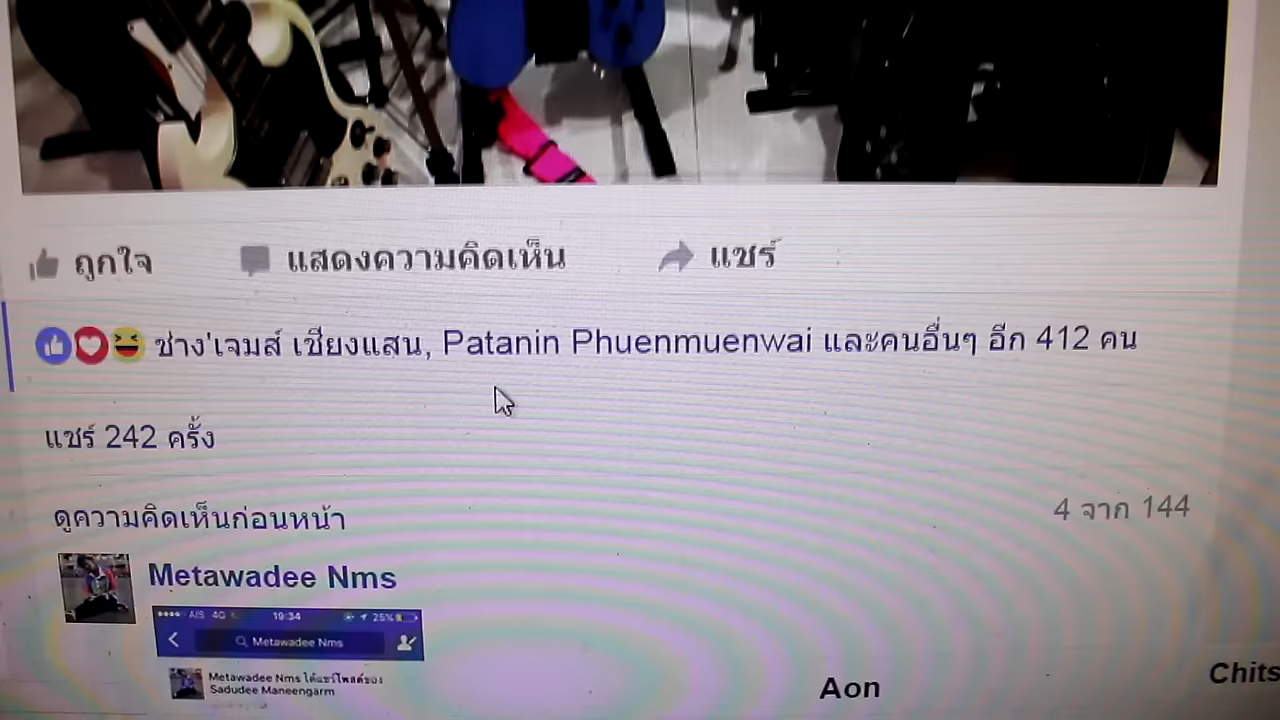 ถูกใจ แสดงความคิดเห็น แชร์
ช่าง'เจมส์ เชียงแสน, Patanin Phuenmuenwai และคนอื่นๆ อีก 412 คน
แชร์ 242 ครั้ง
ดูความคิดเห็นก่อนหน้า 4 จาก 144
Metawadee Nms
AIS 4G 19:34 25%
Metawadee Nms
Metawadee Nms ได้แชร์โพสต์ของ
Sadudee Maneengarm
Aon Chits